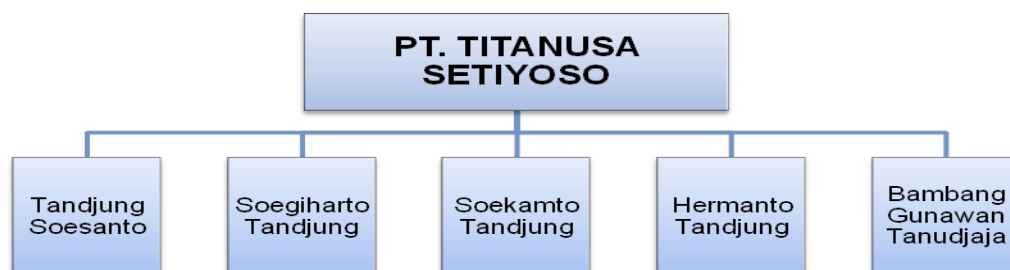 PT. TITANUSA
SETIYOSO
Tandjung
Soesanto
Soegiharto
Tandjung
Soekamto
Tandjung
Hermanto
Tandjung
Bambang
Gunawan
Tanudjaja